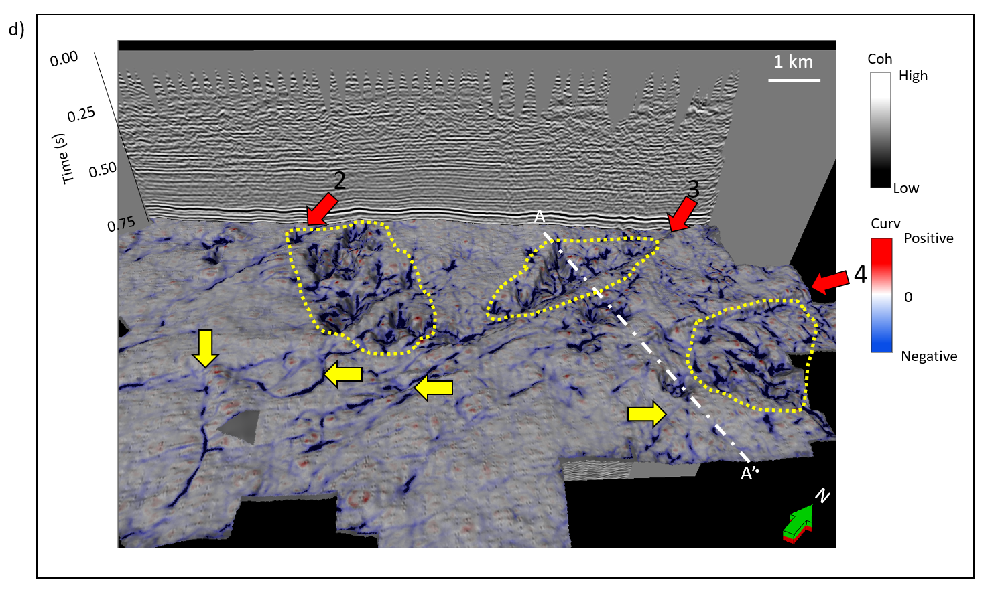 d)
0.00
0.25
0.50
0.75
Time (s)
1 km
2
3
4
A
A’
N
Coh
High
Low
Curv
Positive
0
Negative